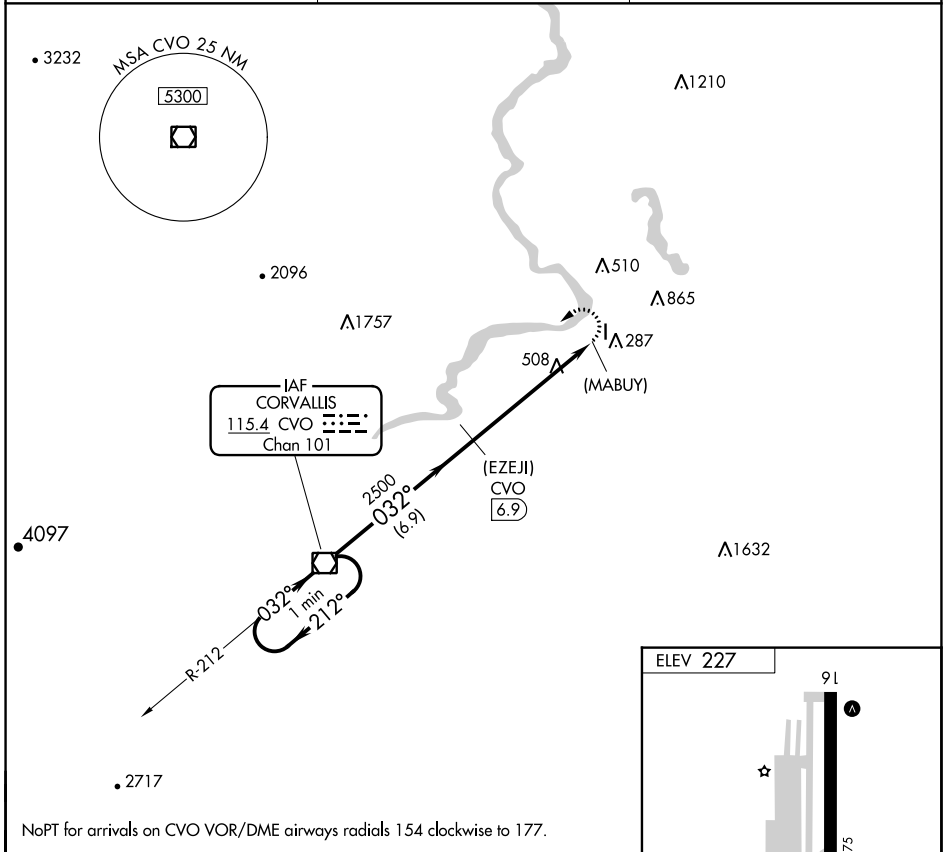 MSA CVO 25 NM
5300
3232
1210
2096
1757
510
865
287
508
(MABUY)
IAF
CORVALLIS
115.4 CVO
Chan 101
(EZEJI)
CVO
6.9
2500
032°
(6.9)
4097
1632
032°
1 min
212°
R-212
2717
NoPT for arrivals on CVO VOR/DME airways radials 154 clockwise to 177.
ELEV 227
16
V
75